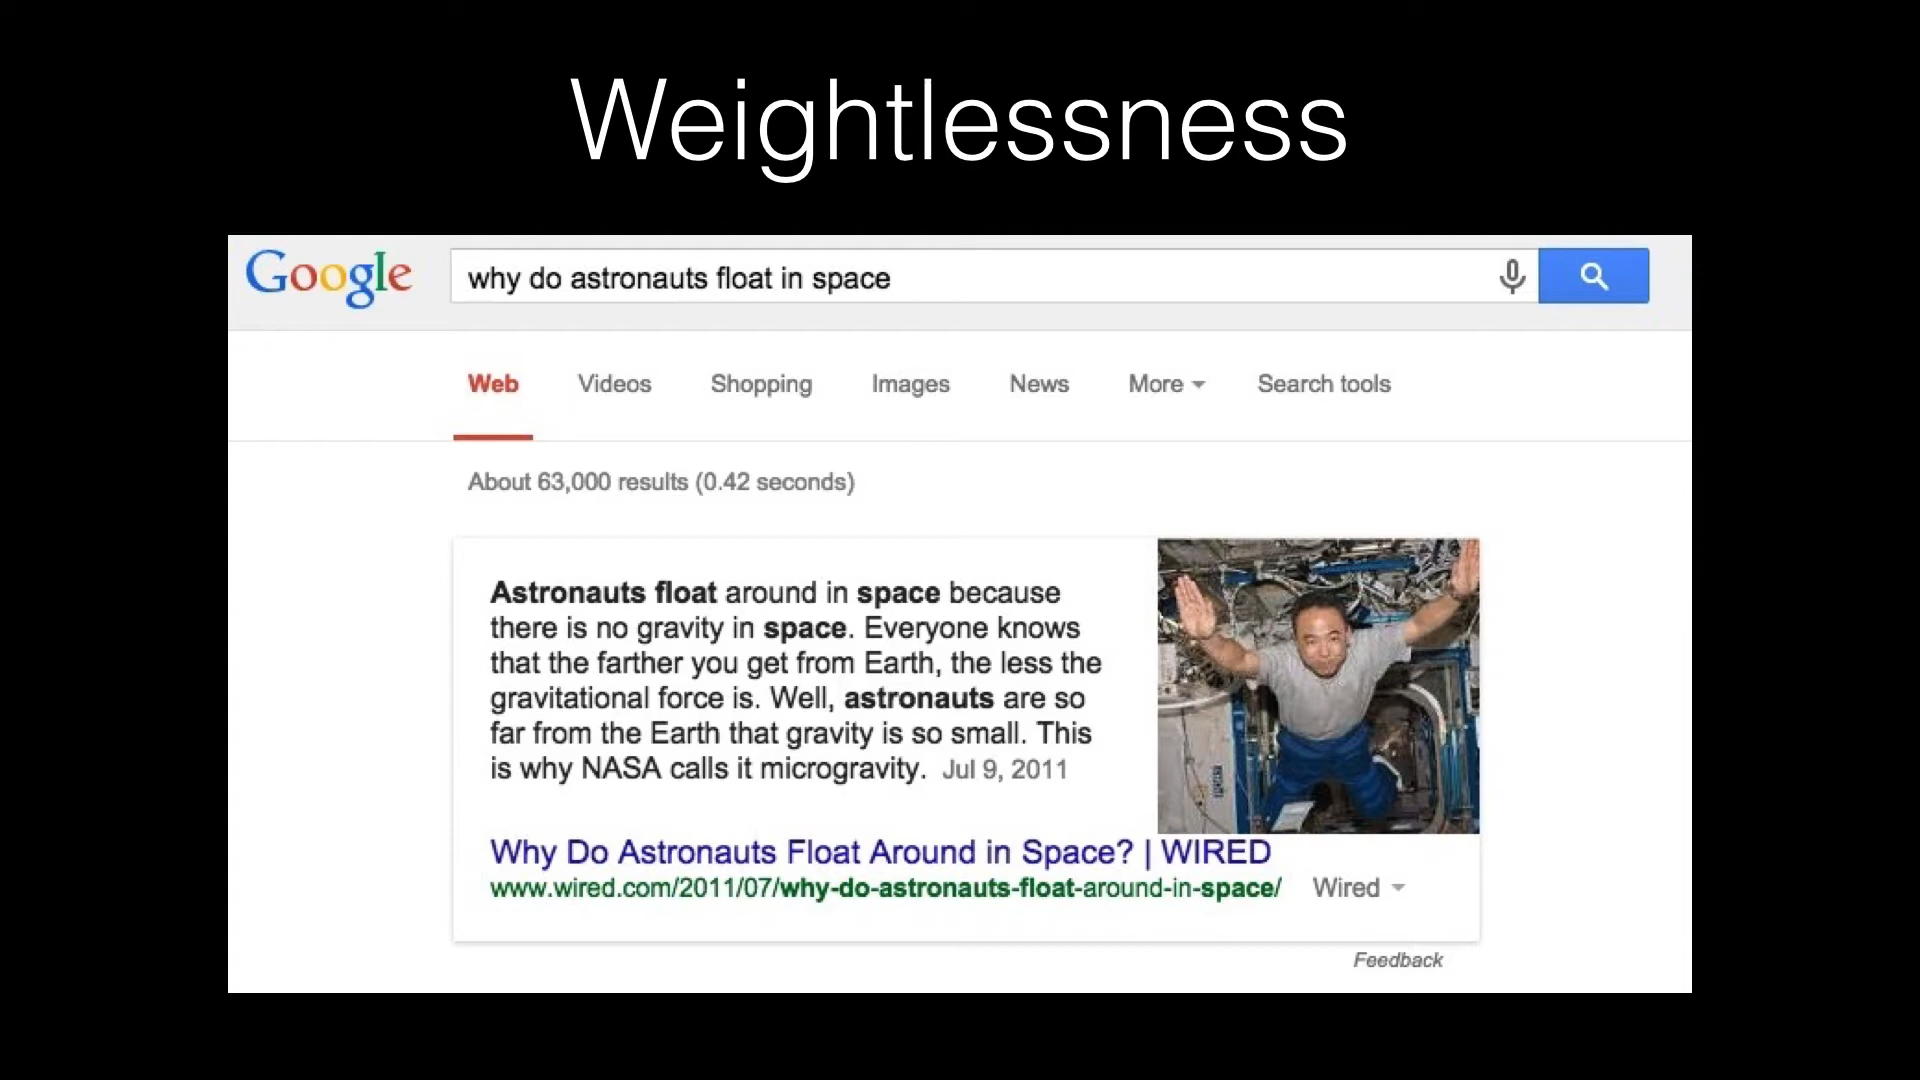 Weightlessness
Google
why do astronauts float in space
Web Videos Shopping Images News More Search tools
About 63,000 results (0.42 seconds)
Astronauts float around in space because
there is no gravity in space. Everyone knows
that the farther you get from Earth, the less the
gravitational force is. Well, astronauts are so
far from the Earth that gravity is so small. This
is why NASA calls it microgravity. Jul 9, 2011
Why Do Astronauts Float Around in Space? | WIRED
www.wired.com/2011/07/why-do-astronauts-float-around-in-space/ Wired
Feedback